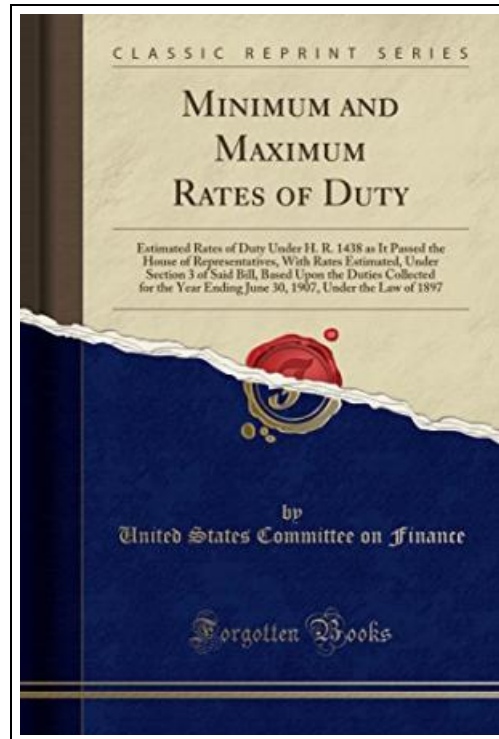 CLASSIC REPRINT SERIES
MINIMUM AND
MAXIMUM
RATES OF DUTY
Estimated Rates of Duty Under H. R. 1438 as It Passed the
House of Representatives, With Rates Estimated, Under
Section 3 of Said Bill, Based Upon the Duties Collected
for the Year Ending June 30, 1907, Under the Law of 1897
by
United States Committee on Finance
Forgotten Books